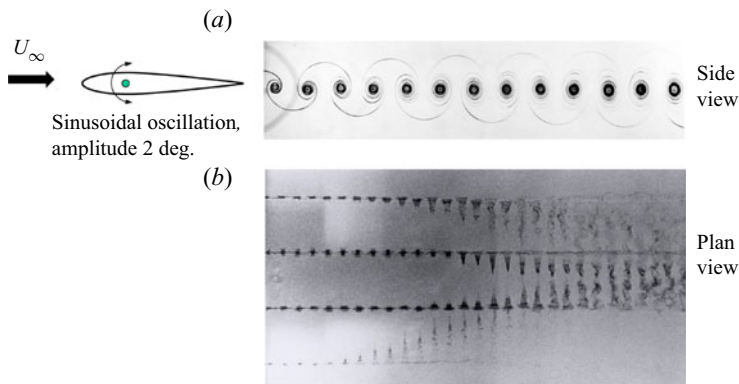 (a)
U∞
Sinusoidal oscillation,
amplitude 2 deg.
Side
view
(b)
Plan
view